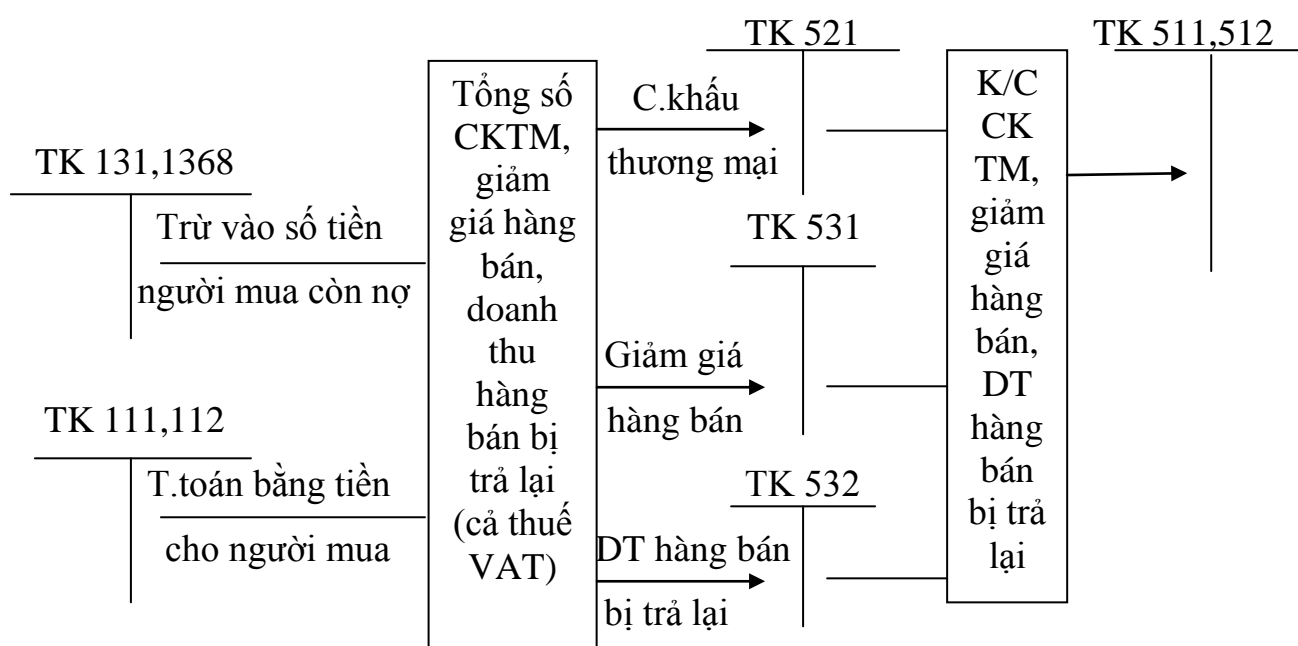 TK 131,1368
Trừ vào số tiền
người mua còn nợ
TK 111,112
T.toán bằng tiền
cho người mua
Tổng số
CKTM,
giảm
giá hàng
bán,
doanh
thu
hàng
bán bị
trả lại
(cả thuế
VAT)
TK 521
C.khấu
thương mại
TK 531
Giảm giá
hàng bán
TK 532
DT hàng bán
bị trả lại
K/C
CK
TM,
giảm
giá
hàng
bán,
DT
hàng
bán
bị trả
lại
TK 511,512